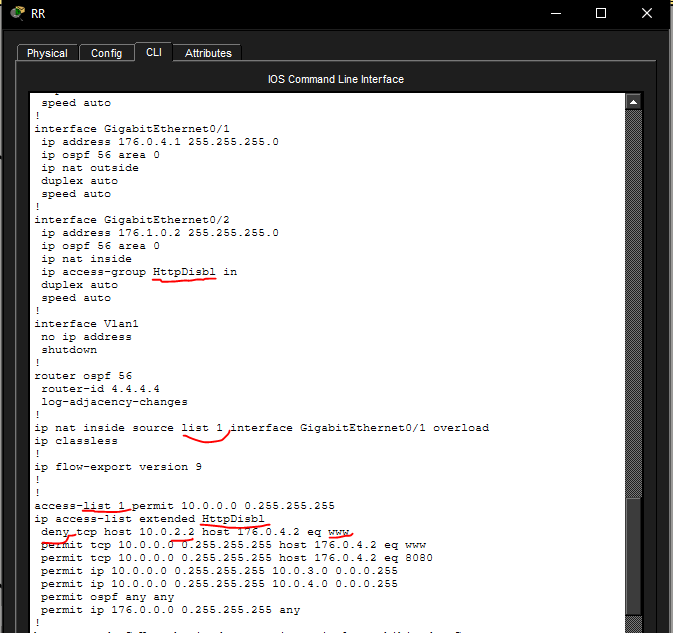 RR
Physical Config CLI Attributes
IOS Command Line Interface
speed auto
!
interface GigabitEthernet0/1
ip address 176.0.4.1 255.255.255.0
ip ospf 56 area 0
ip nat outside
duplex auto
speed auto
!
interface GigabitEthernet0/2
ip address 176.1.0.2 255.255.255.0
ip ospf 56 area 0
ip nat inside
ip access-group HttpDisbl in
duplex auto
speed auto
!
interface Vlan1
no ip address
shutdown
!
router ospf 56
router-id 4.4.4.4
log-adjacency-changes
!
ip nat inside source list 1 interface GigabitEthernet0/1 overload
ip classless
!
ip flow-export version 9
!
!
access-list 1 permit 10.0.0.0 0.255.255.255
ip access-list extended HttpDisbl
deny tcp host 10.0.2.2 host 176.0.4.2 eq www
permit tcp 10.0.0.0 0.255.255.255 host 176.0.4.2 eq www
permit tcp 10.0.0.0 0.255.255.255 host 176.0.4.2 eq 8080
permit ip 10.0.0.0 0.255.255.255 10.0.3.0 0.0.0.255
permit ip 10.0.0.0 0.255.255.255 10.0.4.0 0.0.0.255
permit ospf any any
permit ip 176.0.0.0 0.255.255.255 any
!